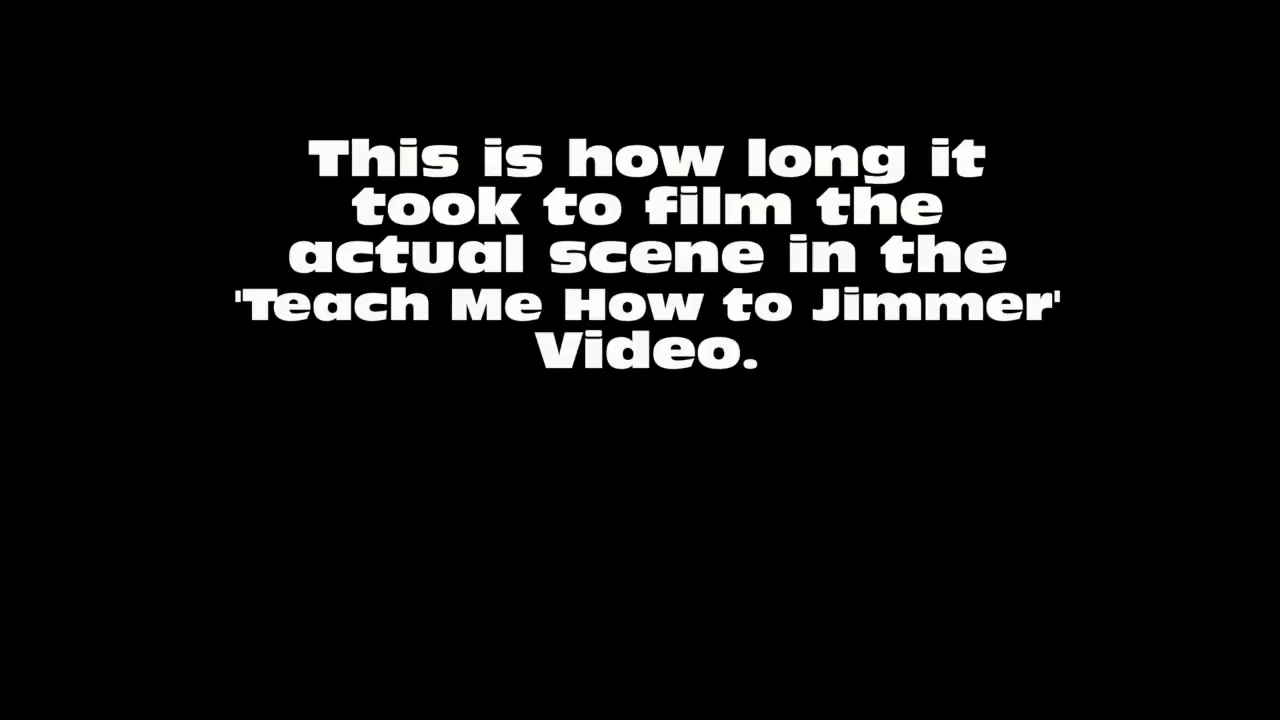 This is how long it
took to film the
actual scene in the
'Teach Me How to Jimmer'
Video.